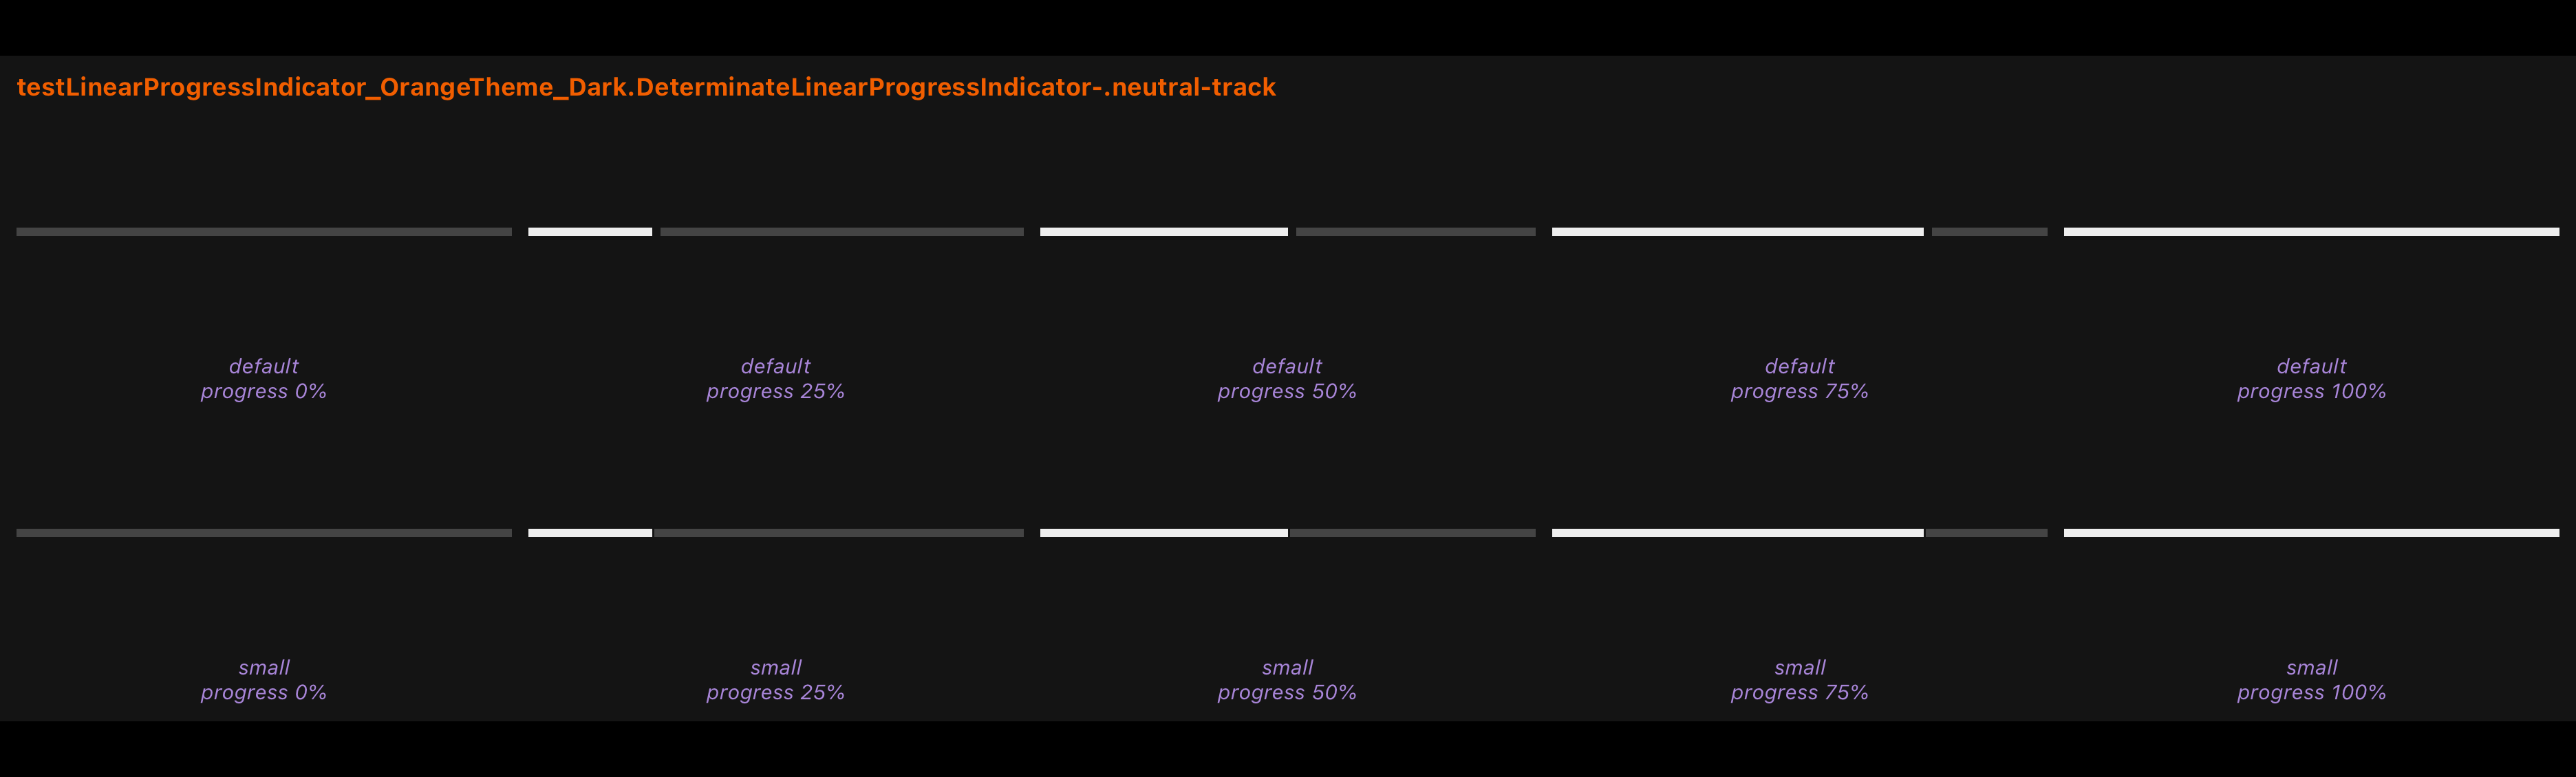 testLinearProgressIndicator_OrangeTheme_Dark.DeterminateLinearProgressIndicator-.neutral-track
default
progress 0%
default
progress 25%
default
progress 50%
default
progress 75%
default
progress 100%
small
progress 0%
small
progress 25%
small
progress 50%
small
progress 75%
small
progress 100%